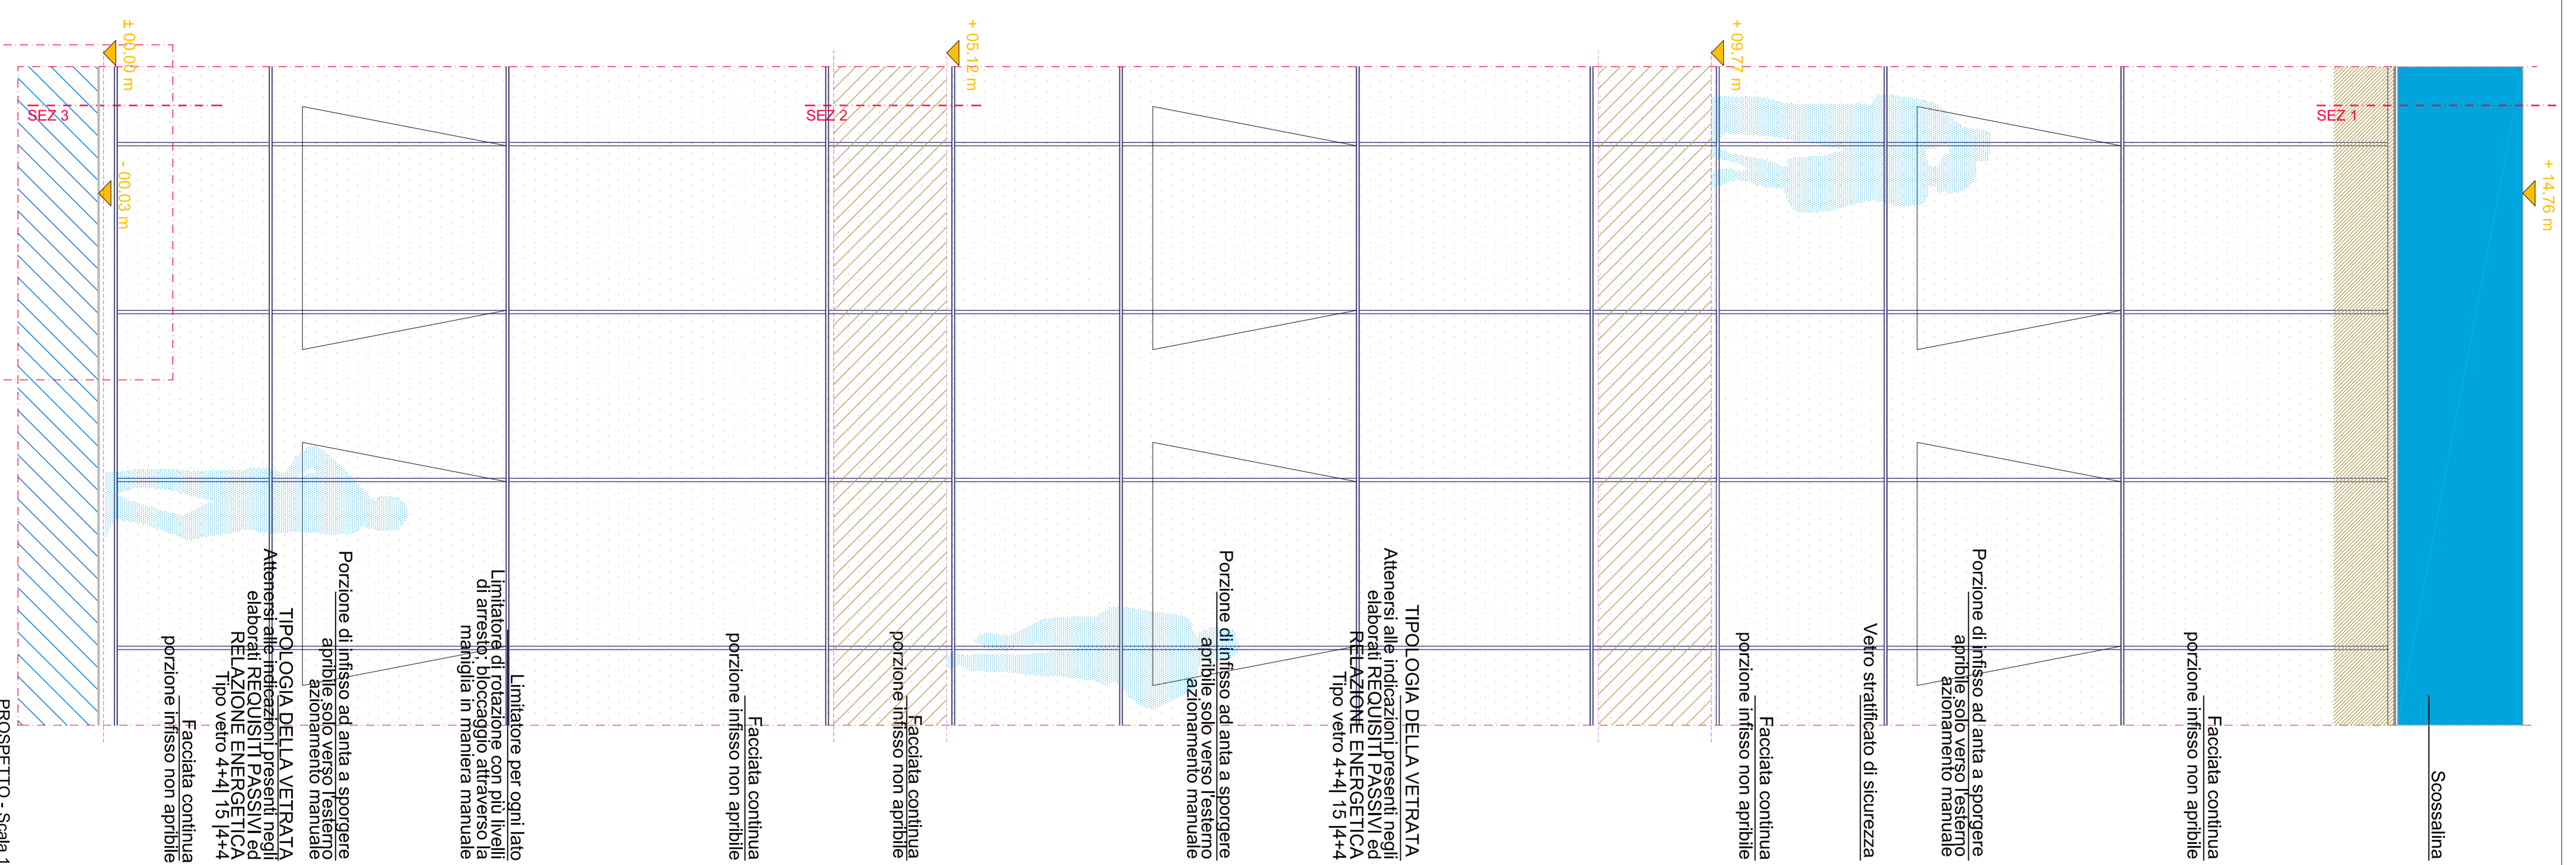 + 14.76 m
Scossalina
SEZ 1
Facciata continua
porzione infisso non apribile
Porzione di infisso ad anta a sporgere
apribile solo verso l'esterno
azionamento manuale
Vetro stratificato di sicurezza
+ 09.77 m
Facciata continua
porzione infisso non apribile
TIPOLOGIA DELLA VETRATA
Attenersi alle indicazioni presenti negli
elaborati REQUISITI PASSIVI ed
RELAZIONE ENERGETICA
Tipo vetro 4+4| 15 |4+4
Porzione di infisso ad anta a sporgere
apribile solo verso l'esterno
azionamento manuale
+ 05.12 m
Facciata continua
porzione infisso non apribile
SEZ 2
Facciata continua
porzione infisso non apribile
Limitatore per ogni lato
Limitatore di rotazione con più livelli
di arresto; bloccaggio attraverso la
maniglia in maniera manuale
Porzione di infisso ad anta a sporgere
apribile solo verso l'esterno
azionamento manuale
TIPOLOGIA DELLA VETRATA
Attenersi alle indicazioni presenti negli
elaborati REQUISITI PASSIVI ed
RELAZIONE ENERGETICA
Tipo vetro 4+4| 15 |4+4
Facciata continua
porzione infisso non apribile
± 00.00 m
- 00.03 m
SEZ 3
PROSPETTO - Scala 1